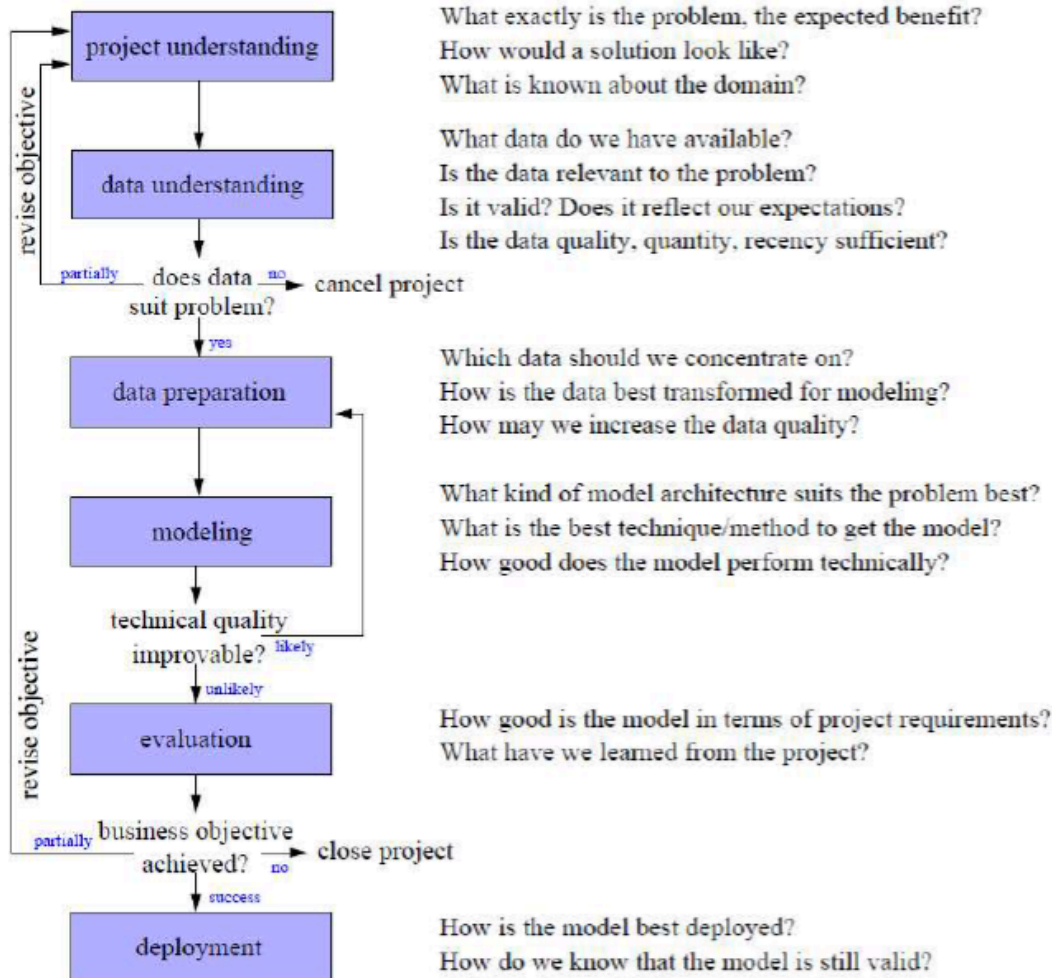 project understanding
What exactly is the problem, the expected benefit?
How would a solution look like?
What is known about the domain?
revise objective
data understanding
What data do we have available?
Is the data relevant to the problem?
Is it valid? Does it reflect our expectations?
Is the data quality, quantity, recency sufficient?
partially
does data
suit problem?
no
cancel project
yes
data preparation
Which data should we concentrate on?
How is the data best transformed for modeling?
How may we increase the data quality?
modeling
What kind of model architecture suits the problem best?
What is the best technique/method to get the model?
How good does the model perform technically?
technical quality
improvable?
likely
unlikely
revise objective
evaluation
How good is the model in terms of project requirements?
What have we learned from the project?
partially
business objective
achieved?
no
close project
success
deployment
How is the model best deployed?
How do we know that the model is still valid?